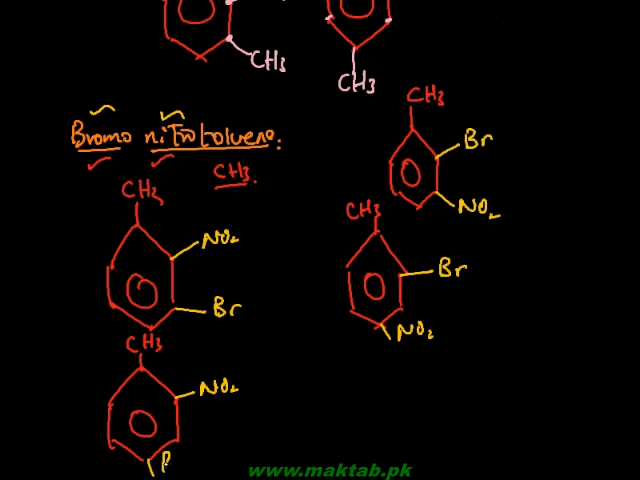 CH3
CH3
Bromo nitrotoluene:
CH3.
CH3
Br
NO2
CH3
NO2
Br
CH3
Br
NO2
CH3
NO2
www.maktab.pk